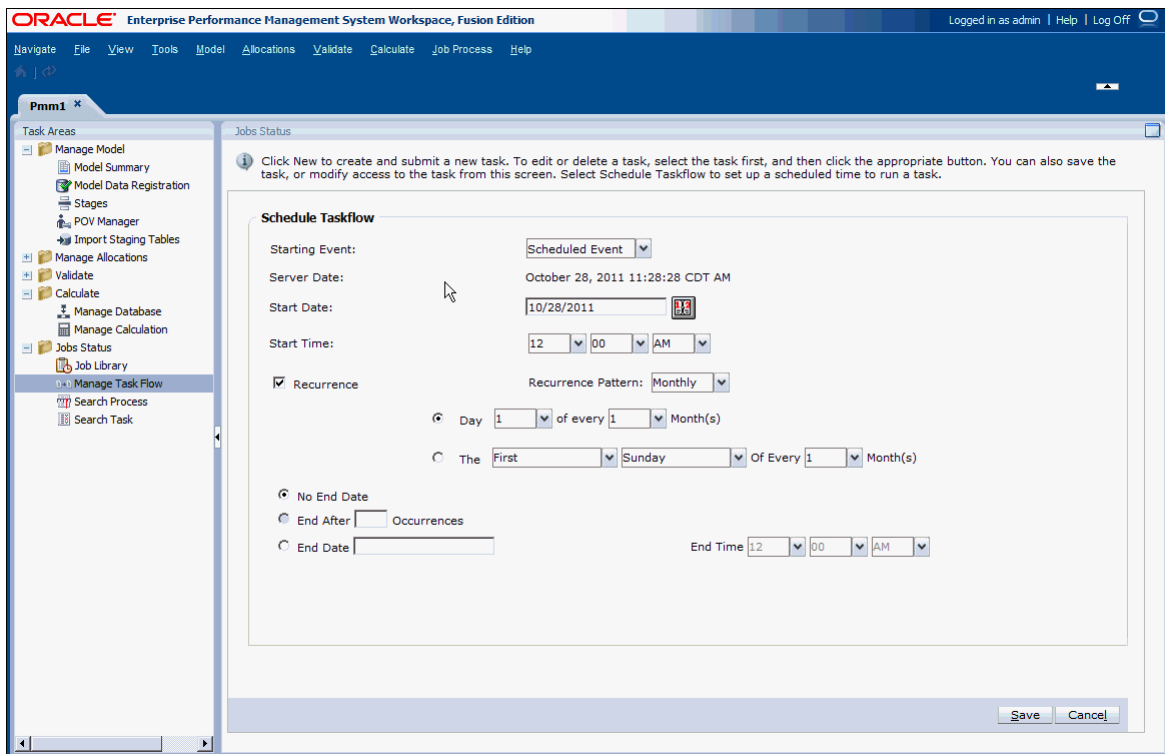 ORACLE Enterprise Performance Management System Workspace, Fusion Edition
Logged in as admin | Help | Log Off
Navigate File View Tools Model Allocations Validate Calculate Job Process Help
Pmm1
Task Areas
Manage Model
Model Summary
Model Data Registration
Stages
POV Manager
Import Staging Tables
Manage Allocations
Validate
Calculate
Manage Database
Manage Calculation
Jobs Status
Job Library
Manage Task Flow
Search Process
Search Task
Jobs Status
Click New to create and submit a new task. To edit or delete a task, select the task first, and then click the appropriate button. You can also save the
task, or modify access to the task from this screen. Select Schedule Taskflow to set up a scheduled time to run a task.
Schedule Taskflow
Starting Event: Scheduled Event
Server Date: October 28, 2011 11:28:28 CDT AM
Start Date: 10/28/2011
Start Time: 12 00 AM
Recurrence Recurrence Pattern: Monthly
Day 1 of every 1 Month(s)
The First Sunday Of Every 1 Month(s)
No End Date
End After Occurrences
End Date End Time 12 00 AM
Save Cancel